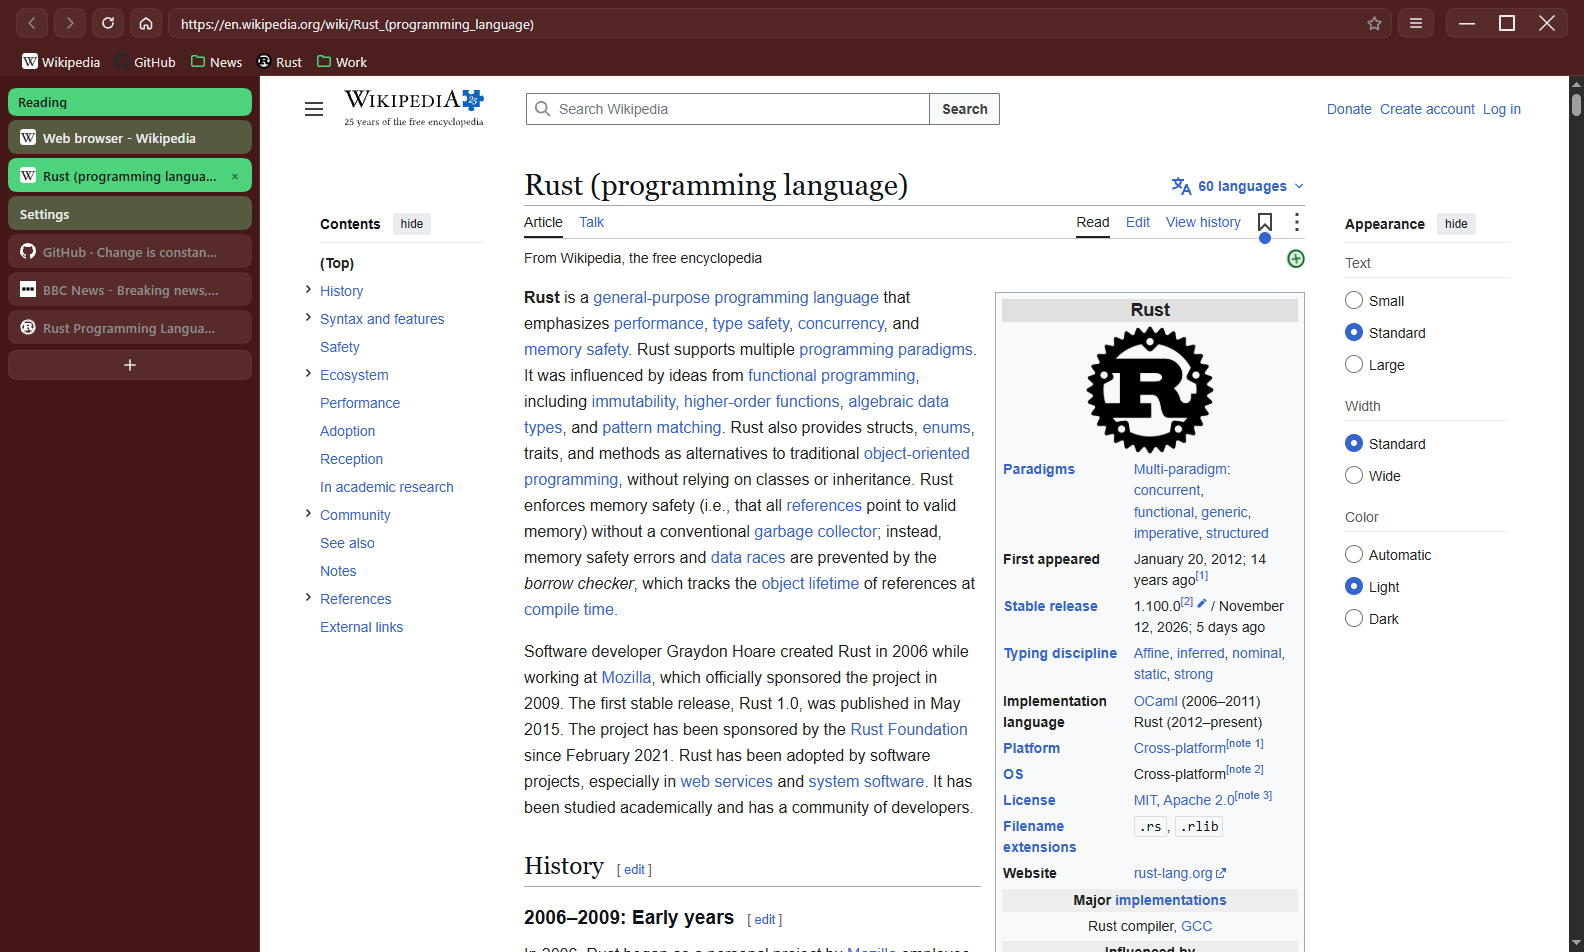 https://en.wikipedia.org/wiki/Rust_(programming_language)
Wikipedia
GitHub
News
Rust
Work
Reading
Web browser - Wikipedia
Rust (programming langua...
Settings
GitHub · Change is constan...
BBC News - Breaking news,...
Rust Programming Langua...
WIKIPEDIA 25
25 years of the free encyclopedia
Search Wikipedia
Search
Donate Create account Log in
Contents hide
(Top)
History
Syntax and features
Safety
Ecosystem
Performance
Adoption
Reception
In academic research
Community
See also
Notes
References
External links
Rust (programming language)
60 languages
Article Talk
Read Edit View history
From Wikipedia, the free encyclopedia
Rust is a general-purpose programming language that
emphasizes performance, type safety, concurrency, and
memory safety. Rust supports multiple programming paradigms.
It was influenced by ideas from functional programming,
including immutability, higher-order functions, algebraic data
types, and pattern matching. Rust also provides structs, enums,
traits, and methods as alternatives to traditional object-oriented
programming, without relying on classes or inheritance. Rust
enforces memory safety (i.e., that all references point to valid
memory) without a conventional garbage collector; instead,
memory safety errors and data races are prevented by the
borrow checker, which tracks the object lifetime of references at
compile time.
Software developer Graydon Hoare created Rust in 2006 while
working at Mozilla, which officially sponsored the project in
2009. The first stable release, Rust 1.0, was published in May
2015. The project has been sponsored by the Rust Foundation
since February 2021. Rust has been adopted by software
projects, especially in web services and system software. It has
been studied academically and has a community of developers.
History [ edit ]
2006–2009: Early years [ edit ]
In 2006, Rust began as a personal project by Mozilla employee
Rust
R
Paradigms Multi-paradigm:
concurrent,
functional, generic,
imperative, structured
First appeared January 20, 2012; 14
years ago[1]
Stable release 1.100.0[2] / November
12, 2026; 5 days ago
Typing discipline Affine, inferred, nominal,
static, strong
Implementation OCaml (2006–2011)
language Rust (2012–present)
Platform Cross-platform[note 1]
OS Cross-platform[note 2]
License MIT, Apache 2.0[note 3]
Filename .rs, .rlib
extensions
Website rust-lang.org
Major implementations
Rust compiler, GCC
Influenced by
Appearance hide
Text
Small
Standard
Large
Width
Standard
Wide
Color
Automatic
Light
Dark